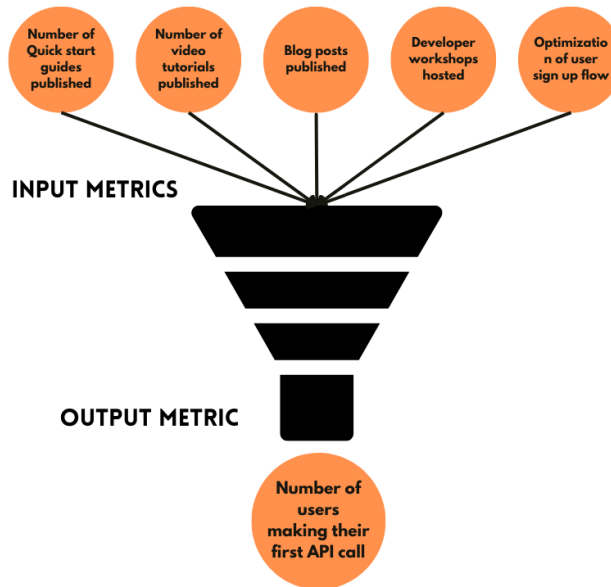 Number of
Quick start
guides
published
Number of
video
tutorials
published
Blog posts
published
Developer
workshops
hosted
Optimizatio
n of user
sign up flow
INPUT METRICS
OUTPUT METRIC
Number of
users
making their
first API call